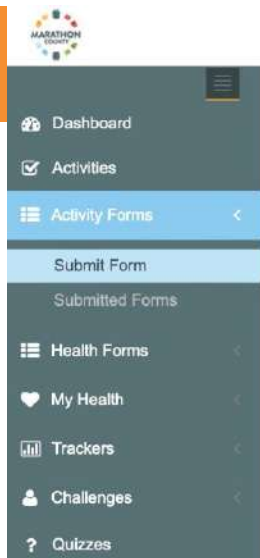 MARATHON
COUNTY
Dashboard
Activities
Activity Forms
Submit Form
Submitted Forms
Health Forms
My Health
Trackers
Challenges
? Quizzes